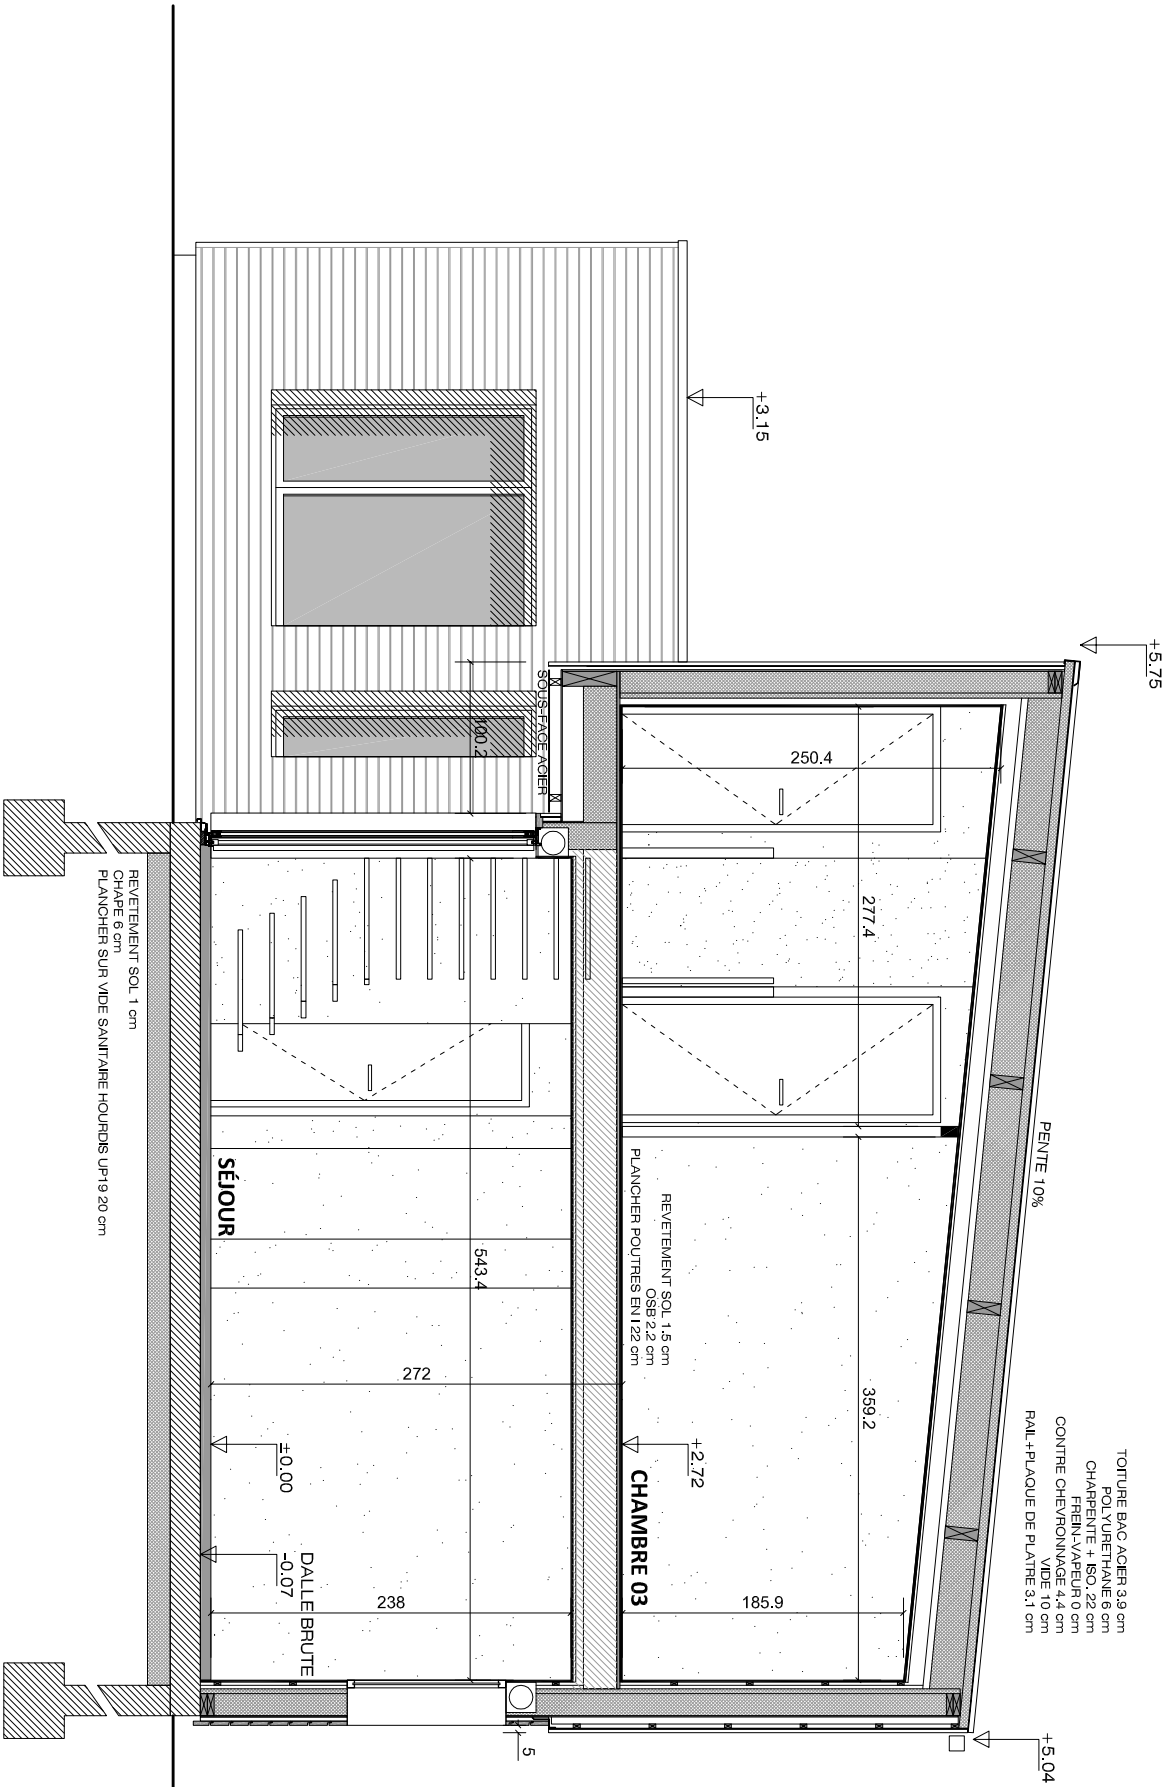 +5.75
+3.15
PENTE 10%
TOITURE BAC ACIER 3.9 cm
POLYURETHANE 6 cm
CHARPENTE + ISO. 22 cm
FREIN-VAPEUR 0 cm
CONTRE CHEVRONNAGE 4.4 cm
VIDE 10 cm
RAIL+PLAQUE DE PLATRE 3.1 cm
+5.04
250.4
277.4
359.2
185.9
REVETEMENT SOL 1.5 cm
OSB 2.2 cm
PLANCHER POUTRES EN I 22 cm
+2.72
CHAMBRE 03
SOUS-FACE ACIER
100.2
543.4
272
238
5
SÉJOUR
+0.00
DALLE BRUTE
-0.07
REVETEMENT SOL 1 cm
CHAPE 6 cm
PLANCHER SUR VIDE SANITAIRE HOURDIS UP19 20 cm